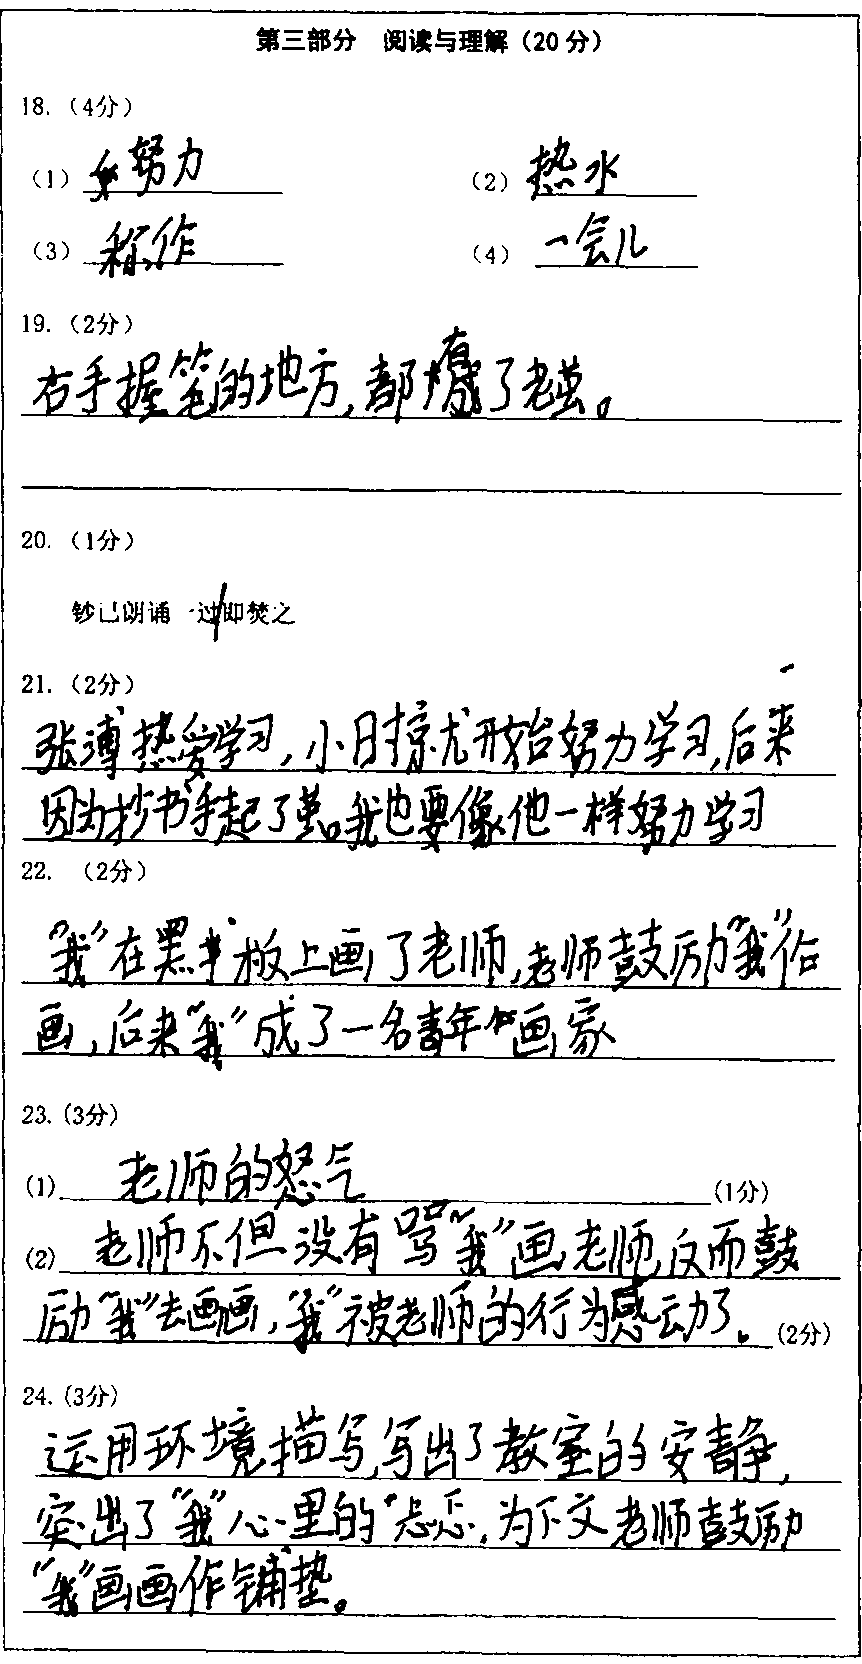 第三部分 阅读与理解（20分）
18.（4分）
（1）努力 （2）热水
（3）称作 （4）一会儿
19.（2分）
右手握笔的地方,都有了老茧。
20.（1分）
钞已朗诵一过/即焚之
21.（2分）
张溥热爱学习,小时候就开始努力学习,后来
因为抄书手起了茧。我也要像他一样努力学习
22.（2分）
“我”在黑板上画了老师,老师鼓励“我”作
画,后来“我”成了一名青年画家
23.(3分)
(1) 老师的怒气 (1分)
(2) 老师不但没有骂“我”画老师,反而鼓
励“我”去画画,“我”被老师的行为感动了。(2分)
24.(3分)
运用环境描写,写出了教室的安静,
突出了“我”心里的忐忑,为下文老师鼓励
“我”画画作铺垫。